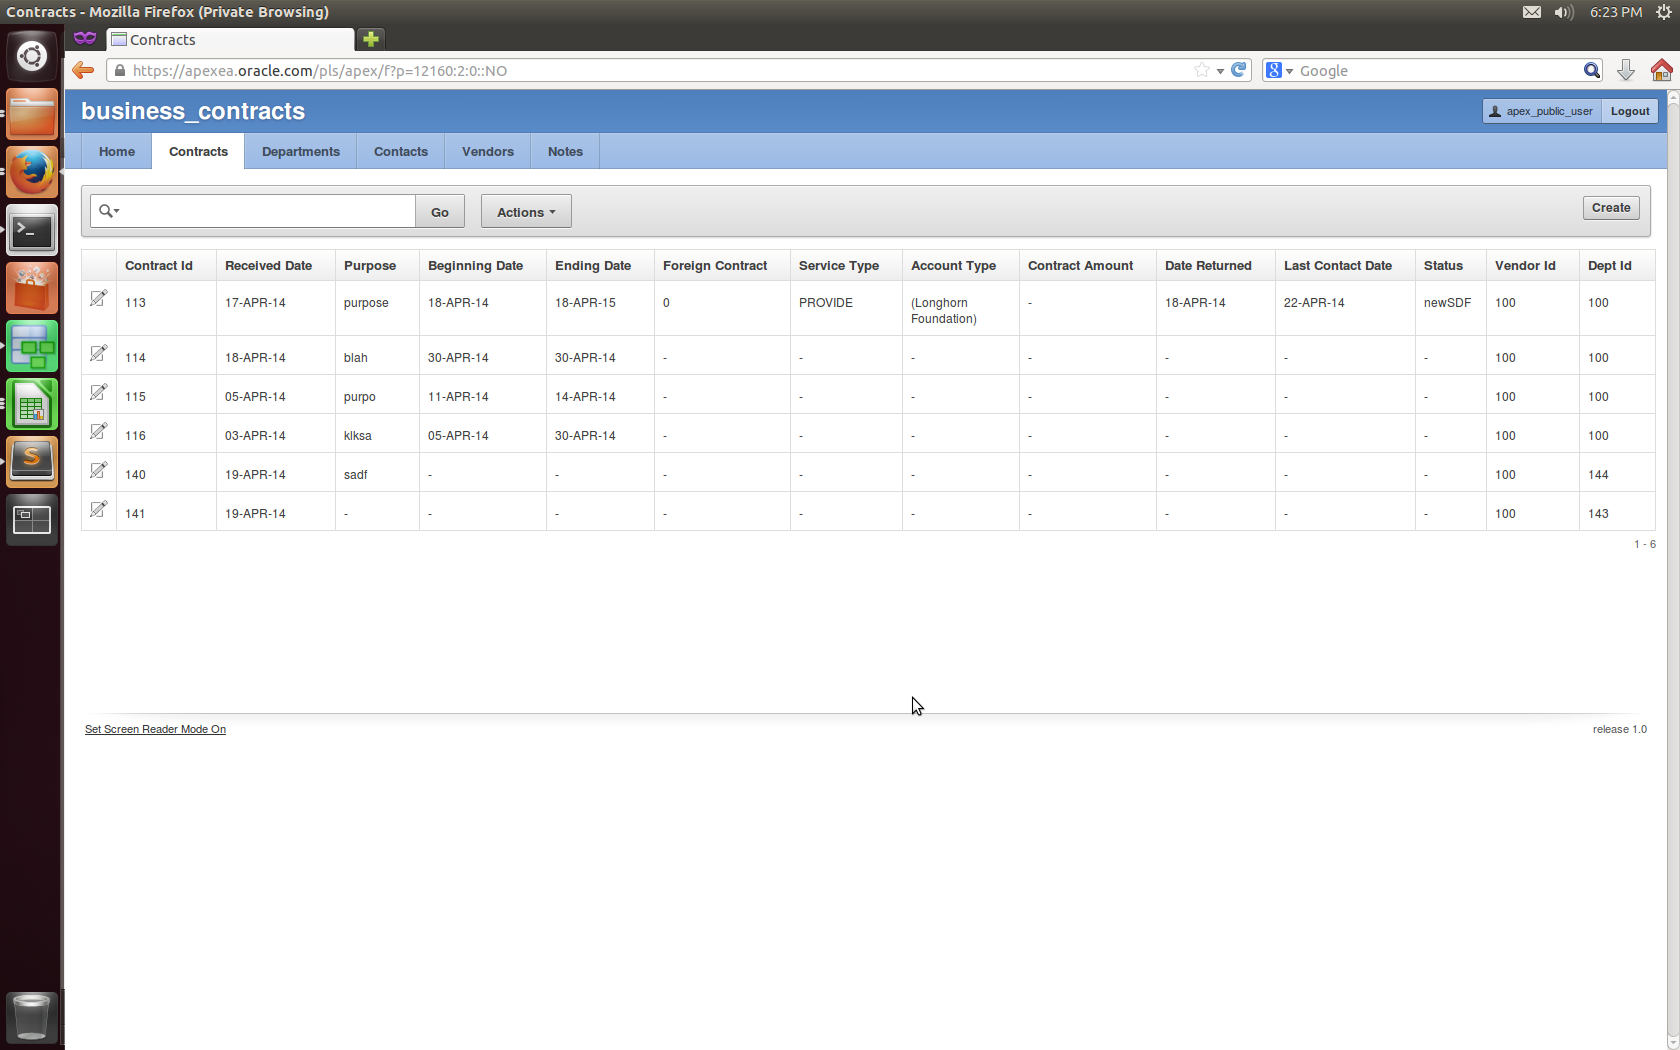 Contracts - Mozilla Firefox (Private Browsing)
6:23 PM
Contracts
https://apexea.oracle.com/pls/apex/f?p=12160:2:0::NO
8 Google
business_contracts
apex_public_user Logout
Home Contracts Departments Contacts Vendors Notes
Go Actions Create
Contract Id Received Date Purpose Beginning Date Ending Date Foreign Contract Service Type Account Type Contract Amount Date Returned Last Contact Date Status Vendor Id Dept Id
113 17-APR-14 purpose 18-APR-14 18-APR-15 0 PROVIDE (Longhorn Foundation) - 18-APR-14 22-APR-14 newSDF 100 100
114 18-APR-14 blah 30-APR-14 30-APR-14 - - - - - - - 100 100
115 05-APR-14 purpo 11-APR-14 14-APR-14 - - - - - - - 100 100
116 03-APR-14 klksa 05-APR-14 30-APR-14 - - - - - - - 100 100
140 19-APR-14 sadf - - - - - - - - - 100 144
141 19-APR-14 - - - - - - - - - - 100 143
1 - 6
Set Screen Reader Mode On
release 1.0